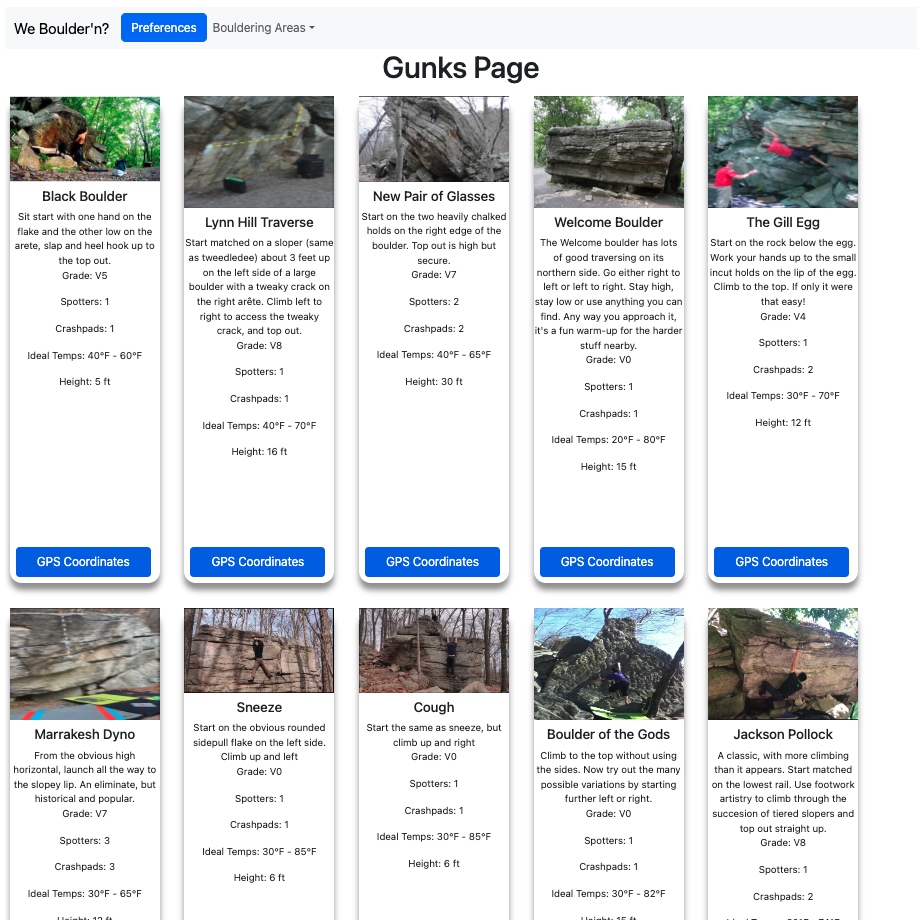 We Boulder'n?
Preferences
Bouldering Areas
Gunks Page
Black Boulder
Sit start with one hand on the
flake and the other low on the
arete, slap and heel hook up to
the top out.
Grade: V5
Spotters: 1
Crashpads: 1
Ideal Temps: 40°F - 60°F
Height: 5 ft
GPS Coordinates
Lynn Hill Traverse
Start matched on a sloper (same
as tweedledee) about 3 feet up
on the left side of a large
boulder with a tweaky crack on
the right arête. Climb left to
right to access the tweaky
crack, and top out.
Grade: V8
Spotters: 1
Crashpads: 1
Ideal Temps: 40°F - 70°F
Height: 16 ft
GPS Coordinates
New Pair of Glasses
Start on the two heavily chalked
holds on the right edge of the
boulder. Top out is high but
secure.
Grade: V7
Spotters: 2
Crashpads: 2
Ideal Temps: 40°F - 65°F
Height: 30 ft
GPS Coordinates
Welcome Boulder
The Welcome boulder has lots
of good traversing on its
northern side. Go either right to
left or left to right. Stay high,
stay low or use anything you can
find. Any way you approach it,
it's a fun warm-up for the harder
stuff nearby.
Grade: V0
Spotters: 1
Crashpads: 1
Ideal Temps: 20°F - 80°F
Height: 15 ft
GPS Coordinates
The Gill Egg
Start on the rock below the egg.
Work your hands up to the small
incut holds on the lip of the egg.
Climb to the top. If only it were
that easy!
Grade: V4
Spotters: 1
Crashpads: 2
Ideal Temps: 30°F - 70°F
Height: 12 ft
GPS Coordinates
Marrakesh Dyno
From the obvious high
horizontal, launch all the way to
the slopey lip. An eliminate, but
historical and popular.
Grade: V7
Spotters: 3
Crashpads: 3
Ideal Temps: 30°F - 65°F
Height: 12 ft
Sneeze
Start on the obvious rounded
sidepull flake on the left side.
Climb up and left
Grade: V0
Spotters: 1
Crashpads: 1
Ideal Temps: 30°F - 85°F
Height: 6 ft
Cough
Start the same as sneeze, but
climb up and right
Grade: V0
Spotters: 1
Crashpads: 1
Ideal Temps: 30°F - 85°F
Height: 6 ft
Boulder of the Gods
Climb to the top without using
the sides. Now try out the many
possible variations by starting
further left or right.
Grade: V0
Spotters: 1
Crashpads: 1
Ideal Temps: 30°F - 82°F
Height: 15 ft
Jackson Pollock
A classic, with more climbing
than it appears. Start matched
on the lowest rail. Use footwork
artistry to climb through the
succesion of tiered slopers and
top out straight up.
Grade: V8
Spotters: 1
Crashpads: 2